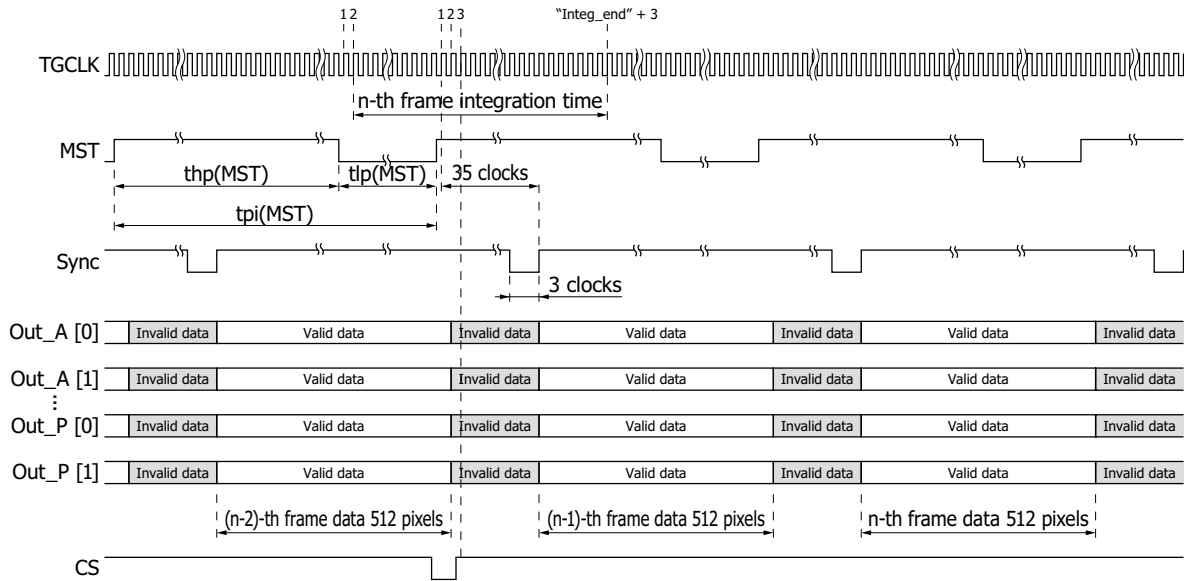 12 123 "Integ_end" + 3
TGCLK
n-th frame integration time
MST
thp(MST) tlp(MST) 35 clocks
tpi(MST)
Sync
3 clocks
Out_A [0] Invalid data Valid data Invalid data Valid data Invalid data Valid data Invalid data
Out_A [1] Invalid data Valid data Invalid data Valid data Invalid data Valid data Invalid data
⋮
Out_P [0] Invalid data Valid data Invalid data Valid data Invalid data Valid data Invalid data
Out_P [1] Invalid data Valid data Invalid data Valid data Invalid data Valid data Invalid data
(n-2)-th frame data 512 pixels (n-1)-th frame data 512 pixels n-th frame data 512 pixels
CS